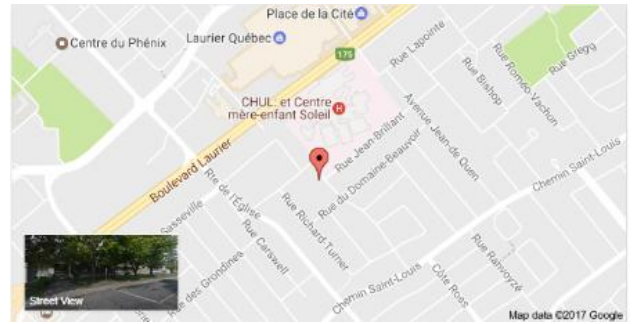 Place de la Cité
Centre du Phénix
Laurier Québec
175
Rue Lapointe
Rue Gregg
Rue Roméo-Vachon
Rue Bishop
CHUL: et Centre
mère-enfant Soleil
H
Avenue Jean-de Quen
Rue Jean-Brillant
Rue du Domaine-Beauvoir
Chemin Saint-Louis
Boulevard Laurier
Rte de l'Église
Rue Richard Turner
Sasseville
Rue Carswell
Rue des Grondines
Rue Ranvoyzé
Côte Ross
Chemin Saint-Louis
Street View
Map data ©2017 Google